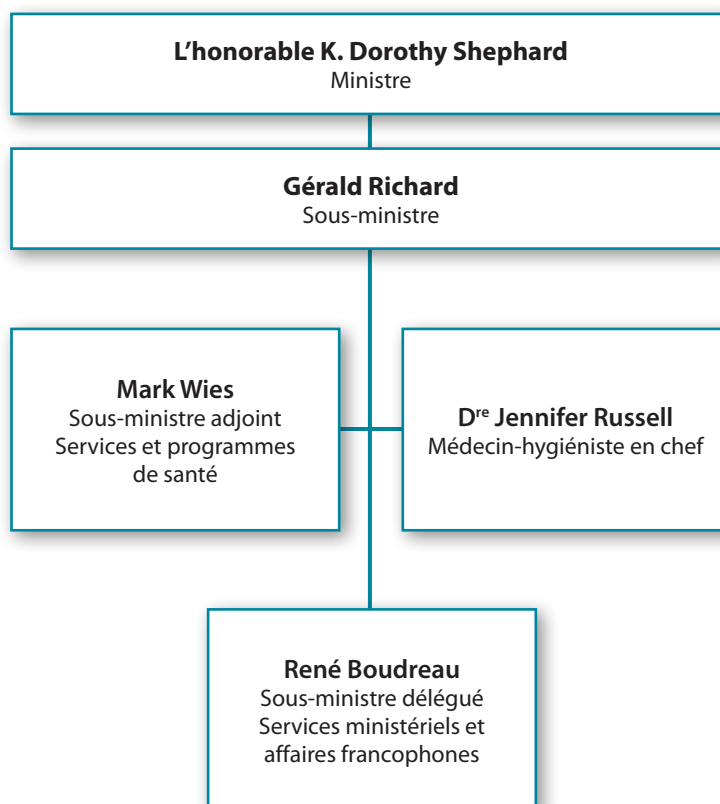 L'honorable K. Dorothy Shephard
Ministre
Gérald Richard
Sous-ministre
Mark Wies
Sous-ministre adjoint
Services et programmes
de santé
Dre Jennifer Russell
Médecin-hygiéniste en chef
René Boudreau
Sous-ministre délégué
Services ministériels et
affaires francophones